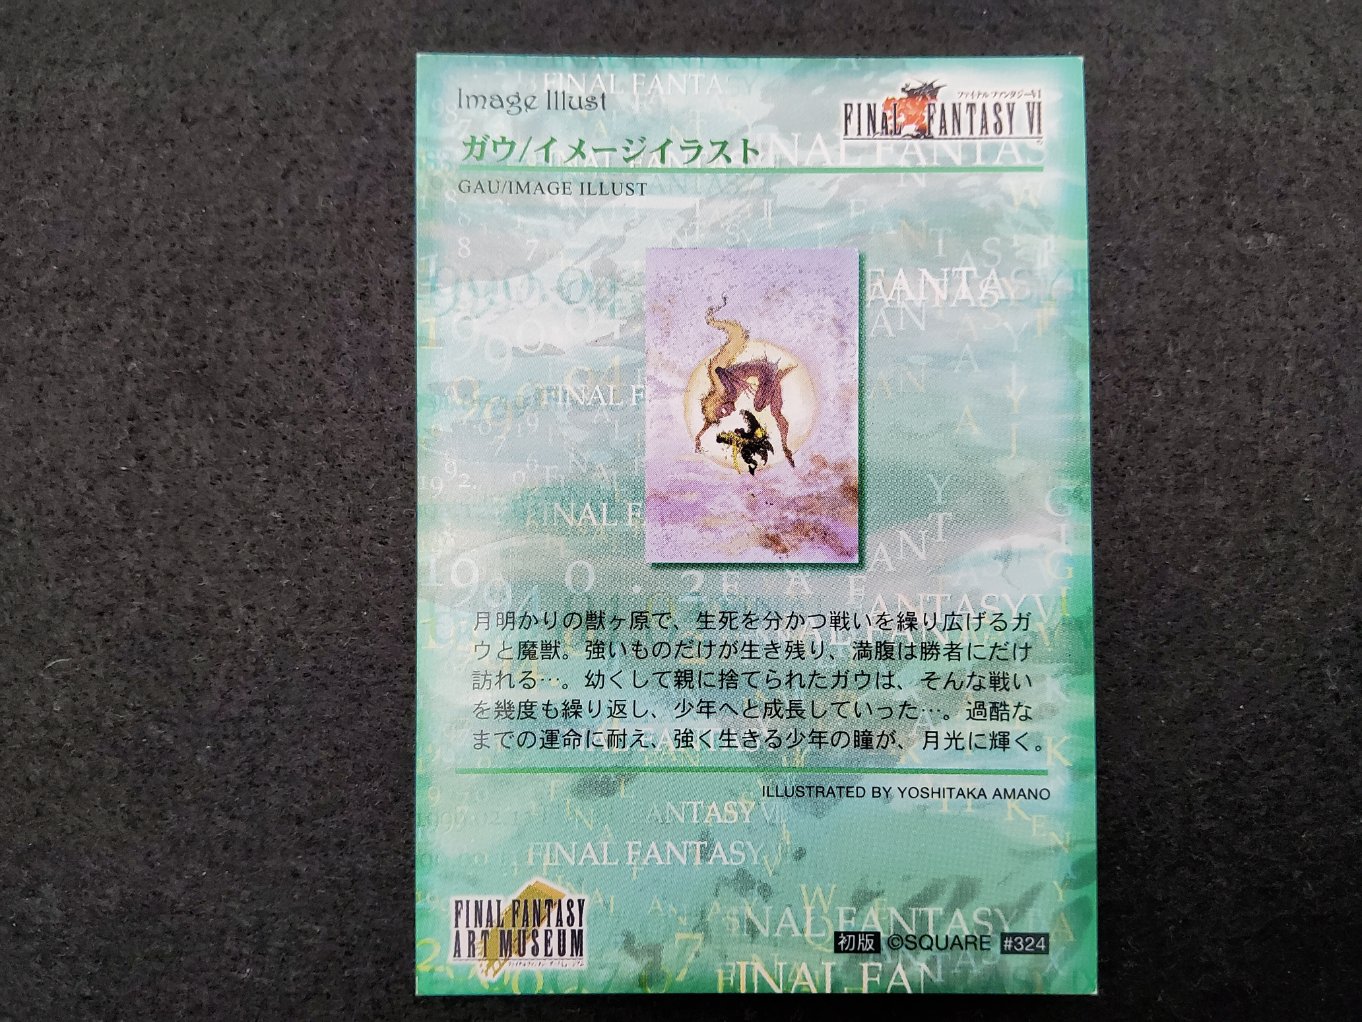 Image Illust
ファイナルファンタジーVI
FINAL FANTASY VI
ガウ/イメージイラスト
GAU/IMAGE ILLUST
月明かりの獣ヶ原で、生死を分かつ戦いを繰り広げるガ
ウと魔獣。強いものだけが生き残り、満腹は勝者にだけ
訪れる…。幼くして親に捨てられたガウは、そんな戦い
を幾度も繰り返し、少年へと成長していった…。過酷な
までの運命に耐え、強く生きる少年の瞳が、月光に輝く。
ILLUSTRATED BY YOSHITAKA AMANO
FINAL FANTASY
ART MUSEUM
初版 ©SQUARE #324